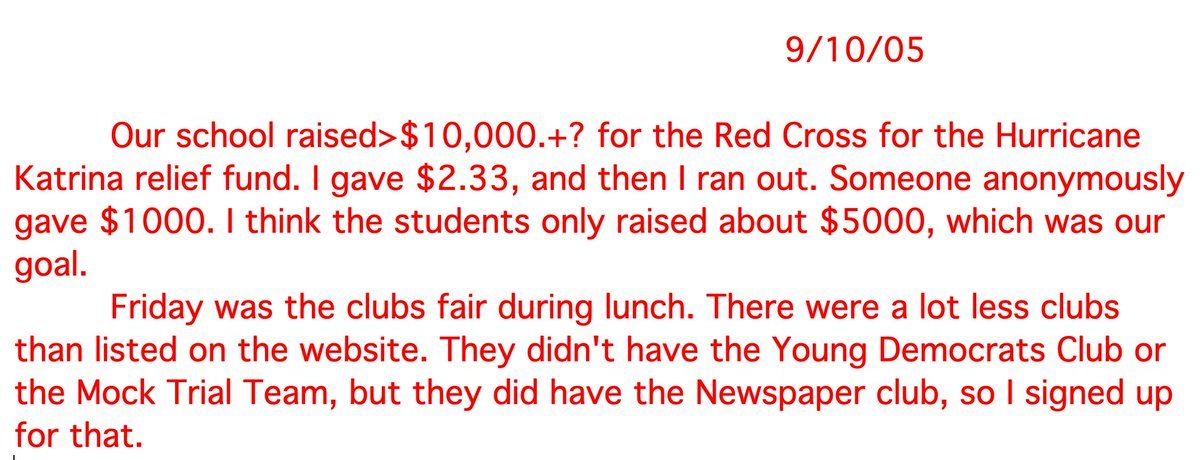 9/10/05
Our school raised>$10,000.+? for the Red Cross for the Hurricane
Katrina relief fund. I gave $2.33, and then I ran out. Someone anonymously
gave $1000. I think the students only raised about $5000, which was our
goal.
Friday was the clubs fair during lunch. There were a lot less clubs
than listed on the website. They didn't have the Young Democrats Club or
the Mock Trial Team, but they did have the Newspaper club, so I signed up
for that.